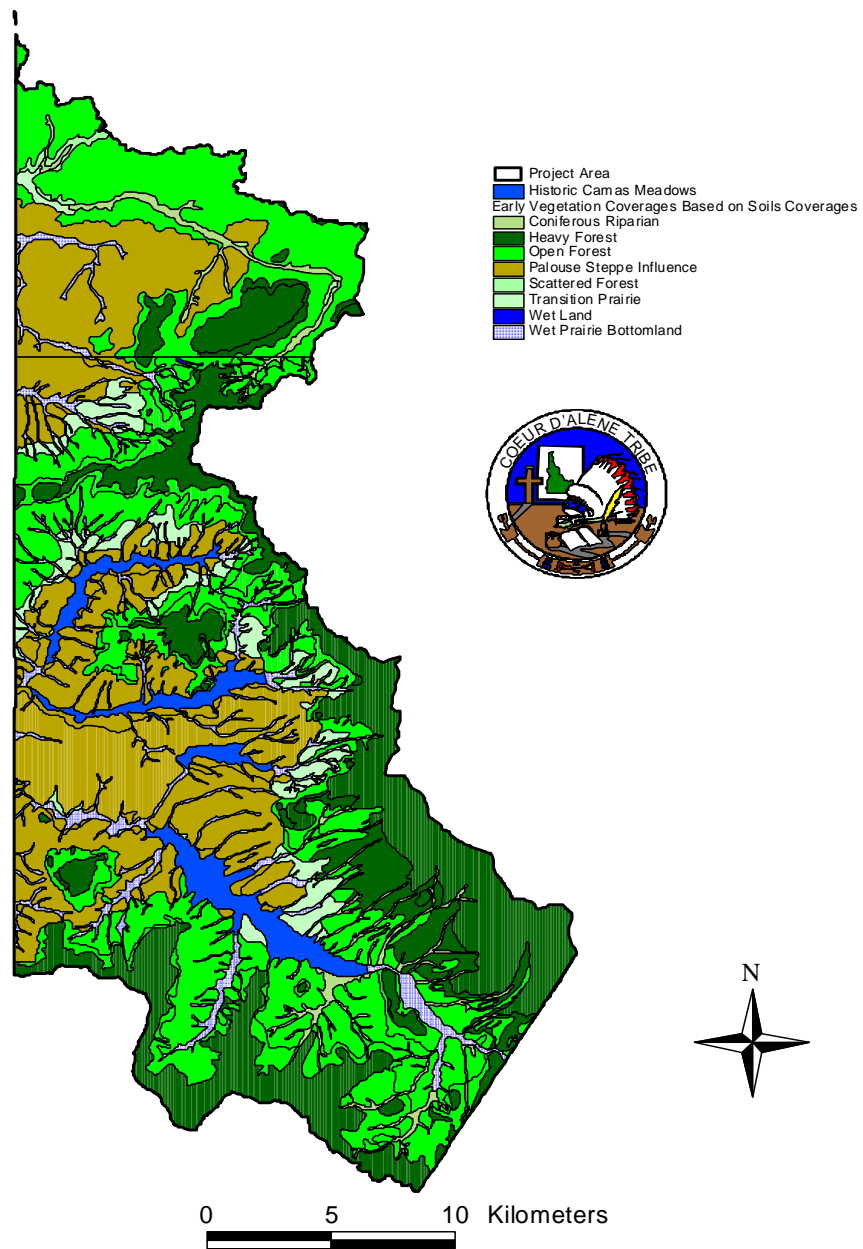 Project Area
Historic Camas Meadows
Early Vegetation Coverages Based on Soils Coverages
Coniferous Riparian
Heavy Forest
Open Forest
Palouse Steppe Influence
Scattered Forest
Transition Prairie
Wet Land
Wet Prairie Bottomland
COEUR D'ALENE TRIBE
N
0 5 10 Kilometers